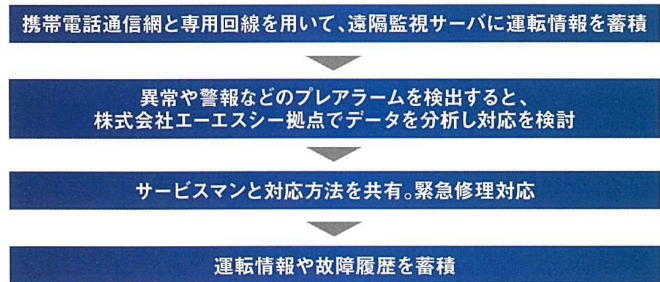 携帯電話通信網と専用回線を用いて、遠隔監視サーバに運転情報を蓄積
異常や警報などのプレアラームを検出すると、
株式会社エーエスシー拠点でデータを分析し対応を検討
サービスマンと対応方法を共有。緊急修理対応
運転情報や故障履歴を蓄積